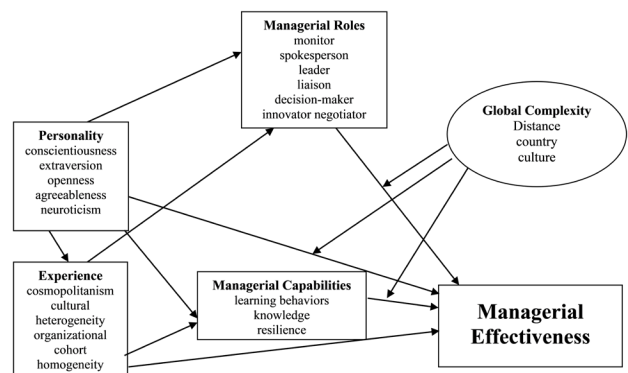 Managerial Roles
monitor
spokesperson
leader
liaison
decision-maker
innovator negotiator
Global Complexity
Distance
country
culture
Personality
conscientiousness
extraversion
openness
agreeableness
neuroticism
Experience
cosmopolitanism
cultural
heterogeneity
organizational
cohort
homogeneity
Managerial Capabilities
learning behaviors
knowledge
resilience
Managerial
Effectiveness